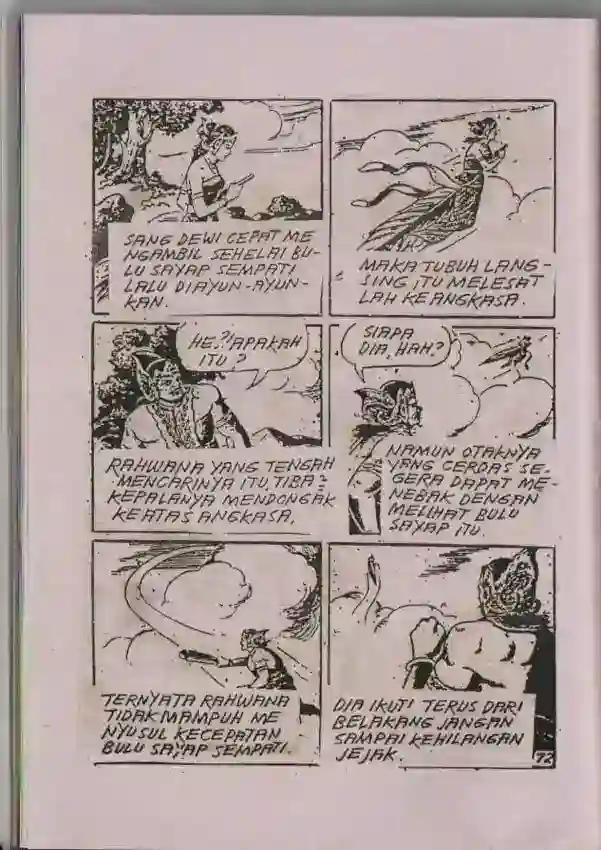 SANG DEWI CEPAT ME
NGAMBIL SEHELAI BU-
LU SAYAP SEMPATI
LALU DIAYUN-AYUN-
KAN.
MAKA TUBUH LANG-
SING ITU MELESAT
LAH KE ANGKASA.
HE.?! APAKAH
ITU?
RAHWANA YANG TENGAH
MENCARINYA ITU, TIBA²
KEPALANYA MENDONGAK
KEATAS ANGKASA.
SIAPA
DIA, HAH?
NAMUN OTAKNYA
YANG CERDAS SE-
GERA DAPAT ME-
NEBAK DENGAN
MELIHAT BULU
SAYAP ITU.
TERNYATA RAHWANA
TIDAK MAMPUH ME
NYUSUL KECEPATAN
BULU SAYAP SEMPATI.
DIA IKUTI TERUS DARI
BELAKANG JANGAN
SAMPAI KEHILANGAN
JEJAK.
72